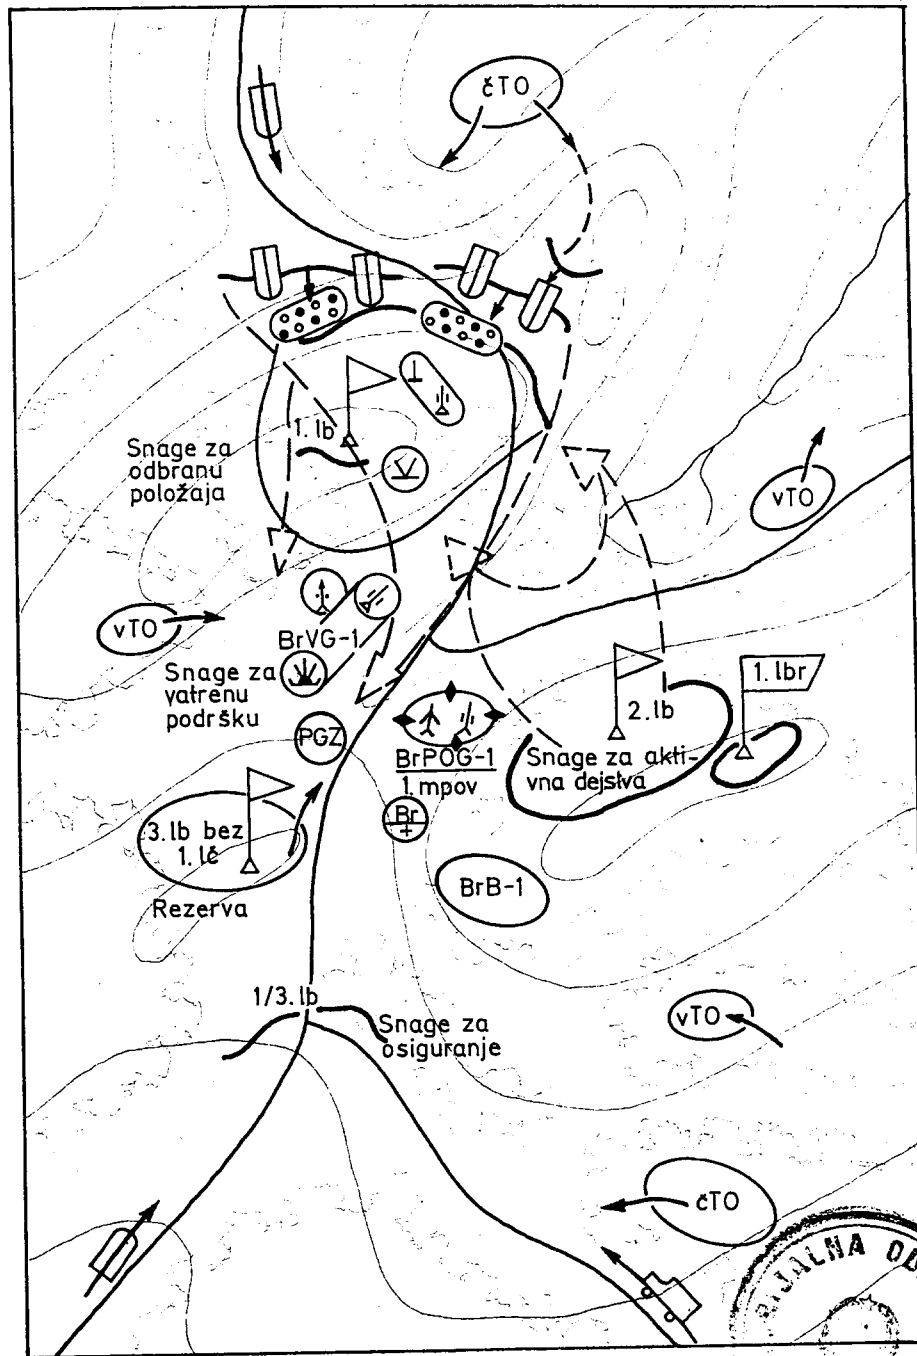 čTO
1. lb
Snage za
odbranu
položaja
vTO
vTO
BrVG-1
Snage za
vatrenu
podršku
PGZ
2. lb
1. lbr
Snage za akti-
vna dejstva
BrPOG-1
1. mpov
Br
3. lb bez
1. lč
Rezerva
BrB-1
1/3. lb
Snage za
osiguranje
vTO
čTO